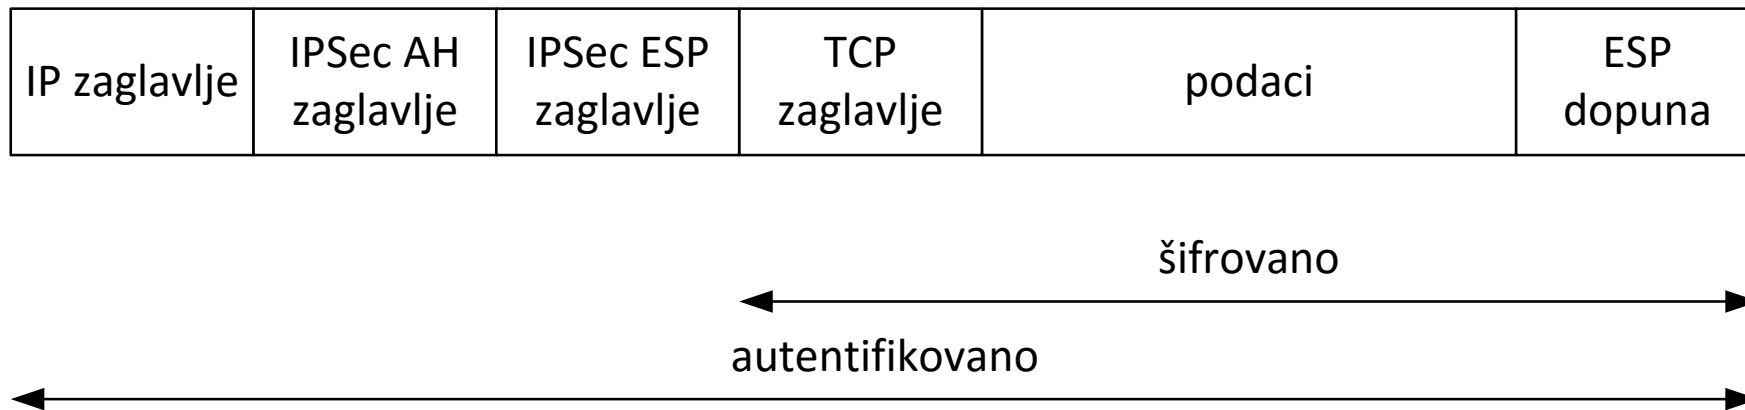 IP zaglavlje
IPSec AH
zaglavlje
IPSec ESP
zaglavlje
TCP
zaglavlje
podaci
ESP
dopuna
šifrovano
autentifikovano